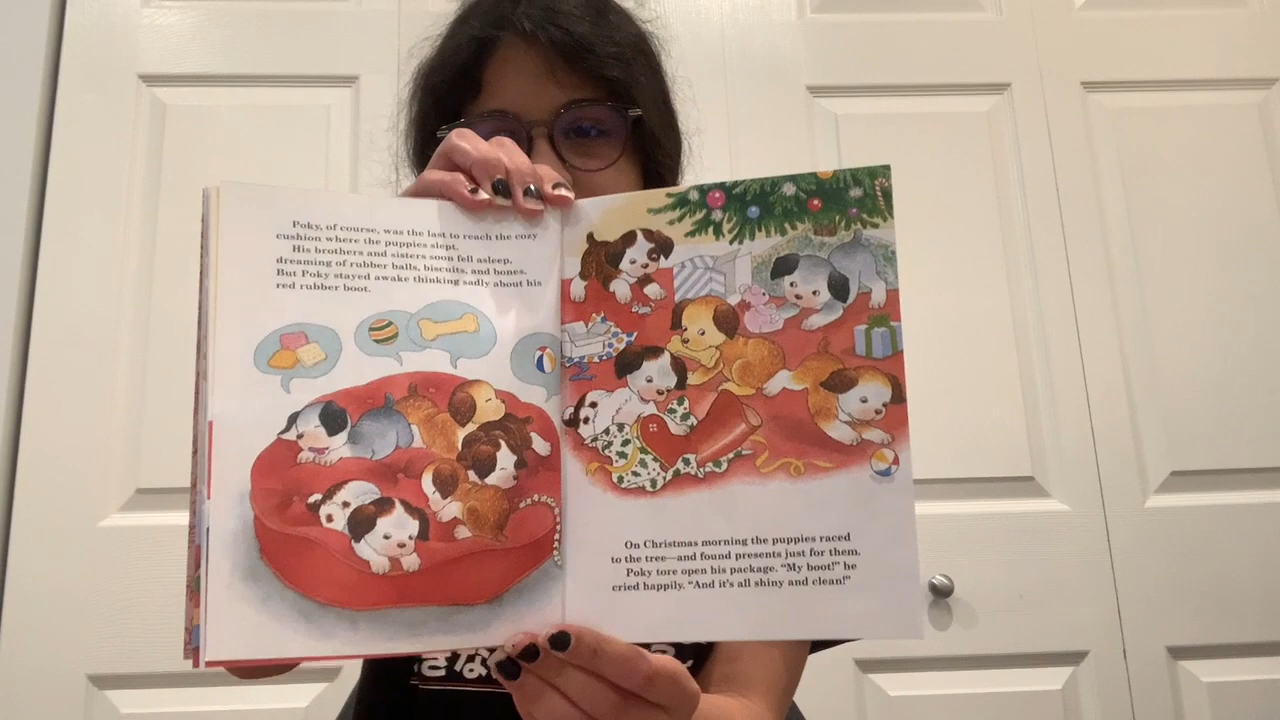 Poky, of course, was the last to reach the cozy
cushion where the puppies slept.
His brothers and sisters soon fell asleep,
dreaming of rubber balls, biscuits, and bones.
But Poky stayed awake thinking sadly about his
red rubber boot.
On Christmas morning the puppies raced
to the tree—and found presents just for them.
Poky tore open his package. “My boot!” he
cried happily. “And it’s all shiny and clean!”